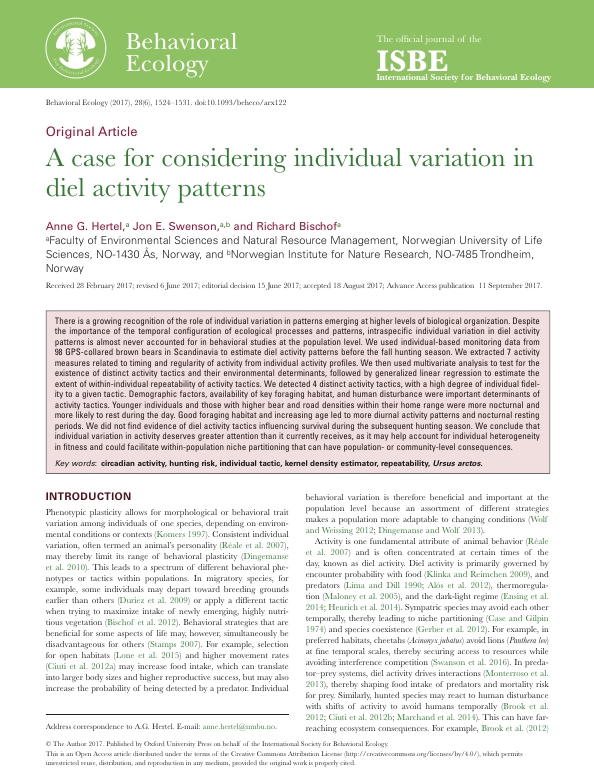 Behavioral
Ecology
The official journal of the
ISBE
International Society for Behavioral Ecology
Behavioral Ecology (2017), 28(6), 1524–1531. doi:10.1093/beheco/arx122
Original Article
A case for considering individual variation in
diel activity patterns
Anne G. Hertel,a Jon E. Swenson,a,b and Richard Bischofa
aFaculty of Environmental Sciences and Natural Resource Management, Norwegian University of Life
Sciences, NO-1430 Ås, Norway, and bNorwegian Institute for Nature Research, NO-7485 Trondheim,
Norway
Received 28 February 2017; revised 6 June 2017; editorial decision 15 June 2017; accepted 18 August 2017; Advance Access publication 11 September 2017.
There is a growing recognition of the role of individual variation in patterns emerging at higher levels of biological organization. Despite
the importance of the temporal configuration of ecological processes and patterns, intraspecific individual variation in diel activity
patterns is almost never accounted for in behavioral studies at the population level. We used individual-based monitoring data from
98 GPS-collared brown bears in Scandinavia to estimate diel activity patterns before the fall hunting season. We extracted 7 activity
measures related to timing and regularity of activity from individual activity profiles. We then used multivariate analysis to test for the
existence of distinct activity tactics and their environmental determinants, followed by generalized linear regression to estimate the
extent of within-individual repeatability of activity tactics. We detected 4 distinct activity tactics, with a high degree of individual fidel-
ity to a given tactic. Demographic factors, availability of key foraging habitat, and human disturbance were important determinants of
activity tactics. Younger individuals and those with higher bear and road densities within their home range were more nocturnal and
more likely to rest during the day. Good foraging habitat and increasing age led to more diurnal activity patterns and nocturnal resting
periods. We did not find evidence of diel activity tactics influencing survival during the subsequent hunting season. We conclude that
individual variation in activity deserves greater attention than it currently receives, as it may help account for individual heterogeneity
in fitness and could facilitate within-population niche partitioning that can have population- or community-level consequences.
Key words: circadian activity, hunting risk, individual tactic, kernel density estimator, repeatability, Ursus arctos.
INTRODUCTION
Phenotypic plasticity allows for morphological or behavioral trait
variation among individuals of one species, depending on environ-
mental conditions or contexts (Komers 1997). Consistent individual
variation, often termed an animal's personality (Réale et al. 2007),
may thereby limit its range of behavioral plasticity (Dingemanse
et al. 2010). This leads to a spectrum of different behavioral phe-
notypes or tactics within populations. In migratory species, for
example, some individuals may depart toward breeding grounds
earlier than others (Duriez et al. 2009) or apply a different tactic
when trying to maximize intake of newly emerging, highly nutri-
tious vegetation (Bischof et al. 2012). Behavioral strategies that are
beneficial for some aspects of life may, however, simultaneously be
disadvantageous for others (Stamps 2007). For example, selection
for open habitats (Lone et al. 2015) and higher movement rates
(Ciuti et al. 2012a) may increase food intake, which can translate
into larger body sizes and higher reproductive success, but may also
increase the probability of being detected by a predator. Individual
behavioral variation is therefore beneficial and important at the
population level because an assortment of different strategies
makes a population more adaptable to changing conditions (Wolf
and Weissing 2012; Dingemanse and Wolf 2013).
Activity is one fundamental attribute of animal behavior (Réale
et al. 2007) and is often concentrated at certain times of the
day, known as diel activity. Diel activity is primarily governed by
encounter probability with food (Klinka and Reimchen 2009), and
predators (Lima and Dill 1990; Alós et al. 2012), thermoregula-
tion (Maloney et al. 2005), and the dark-light regime (Ensing et al.
2014; Heurich et al. 2014). Sympatric species may avoid each other
temporally, thereby leading to niche partitioning (Case and Gilpin
1974) and species coexistence (Gerber et al. 2012). For example, in
preferred habitats, cheetahs (Acinonyx jubatus) avoid lions (Panthera leo)
at fine temporal scales, thereby securing access to resources while
avoiding interference competition (Swanson et al. 2016). In preda-
tor–prey systems, diel activity drives interactions (Monterroso et al.
2013), thereby shaping food intake of predators and mortality risk
for prey. Similarly, hunted species may react to human disturbance
with shifts of activity to avoid humans temporally (Brook et al.
2012; Ciuti et al. 2012b; Marchand et al. 2014). This can have far-
reaching ecosystem consequences. For example, Brook et al. (2012)
Address correspondence to A.G. Hertel. E-mail: anne.hertel@nmbu.no.
© The Author 2017. Published by Oxford University Press on behalf of the International Society for Behavioral Ecology.
This is an Open Access article distributed under the terms of the Creative Commons Attribution License (http://creativecommons.org/licenses/by/4.0/), which permits
unrestricted reuse, distribution, and reproduction in any medium, provided the original work is properly cited.